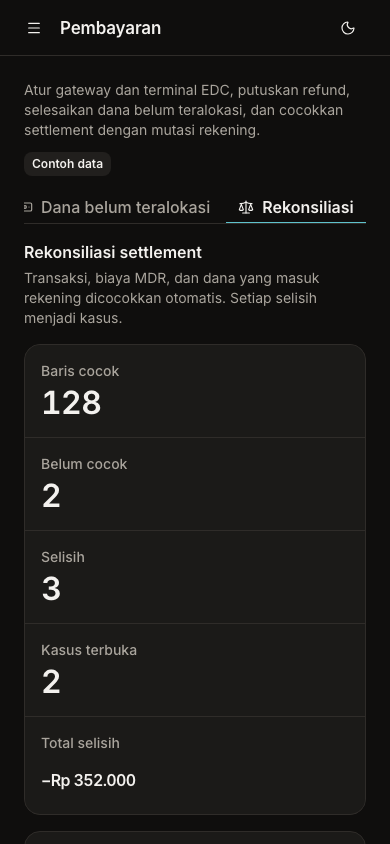 Pembayaran
Atur gateway dan terminal EDC, putuskan refund,
selesaikan dana belum teralokasi, dan cocokkan
settlement dengan mutasi rekening.
Contoh data
Dana belum teralokasi
Rekonsiliasi
Rekonsiliasi settlement
Transaksi, biaya MDR, dan dana yang masuk
rekening dicocokkan otomatis. Setiap selisih
menjadi kasus.
Baris cocok
128
Belum cocok
2
Selisih
3
Kasus terbuka
2
Total selisih
−Rp 352.000